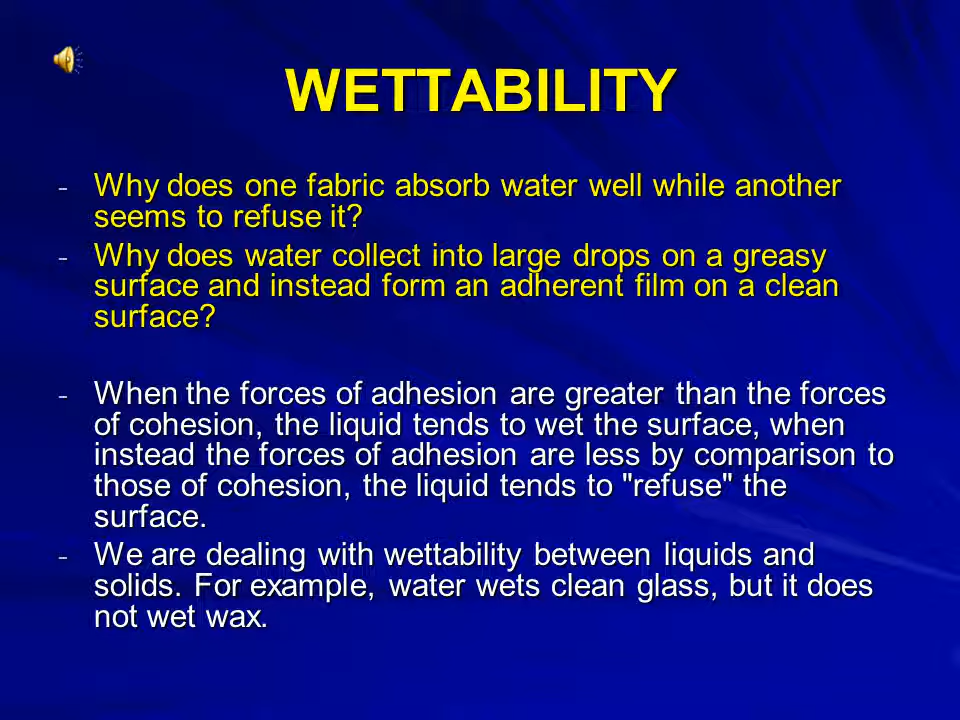 WETTABILITY
- Why does one fabric absorb water well while another
seems to refuse it?
- Why does water collect into large drops on a greasy
surface and instead form an adherent film on a clean
surface?
- When the forces of adhesion are greater than the forces
of cohesion, the liquid tends to wet the surface, when
instead the forces of adhesion are less by comparison to
those of cohesion, the liquid tends to "refuse" the
surface.
- We are dealing with wettability between liquids and
solids. For example, water wets clean glass, but it does
not wet wax.